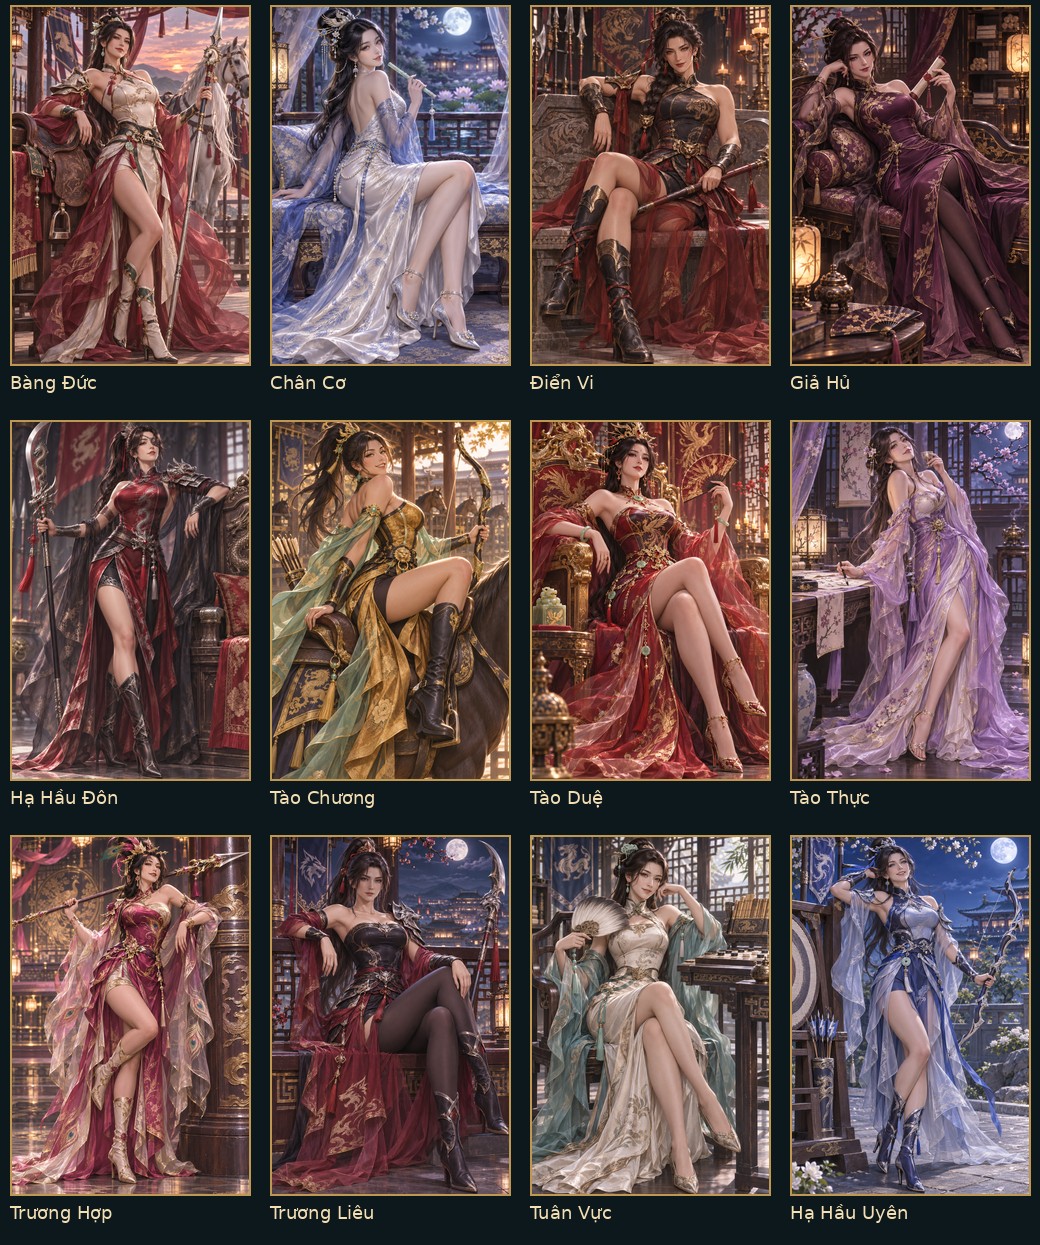 Bàng Đức
Chân Cơ
Điển Vi
Giả Hủ
Hạ Hầu Đôn
Tào Chương
Tào Duệ
Tào Thực
Trương Hợp
Trương Liêu
Tuân Vực
Hạ Hầu Uyên